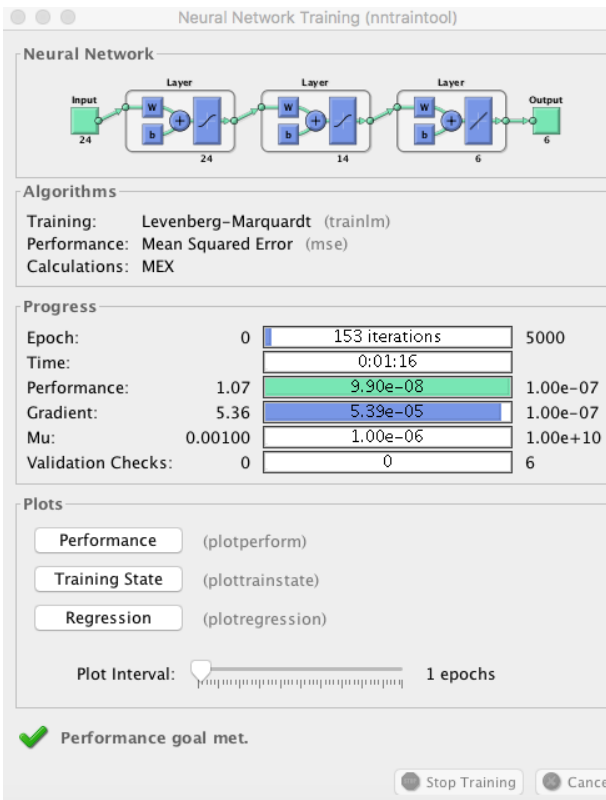 Neural Network Training (nntraintool)
Neural Network
Layer Layer Layer
Input Output
W W W
24 6
b b b
24 14 6
Algorithms
Training: Levenberg-Marquardt (trainlm)
Performance: Mean Squared Error (mse)
Calculations: MEX
Progress
Epoch: 0 153 iterations 5000
Time: 0:01:16
Performance: 1.07 9.90e-08 1.00e-07
Gradient: 5.36 5.39e-05 1.00e-07
Mu: 0.00100 1.00e-06 1.00e+10
Validation Checks: 0 0 6
Plots
Performance (plotperform)
Training State (plottrainstate)
Regression (plotregression)
Plot Interval: 1 epochs
Performance goal met.
Stop Training Cance